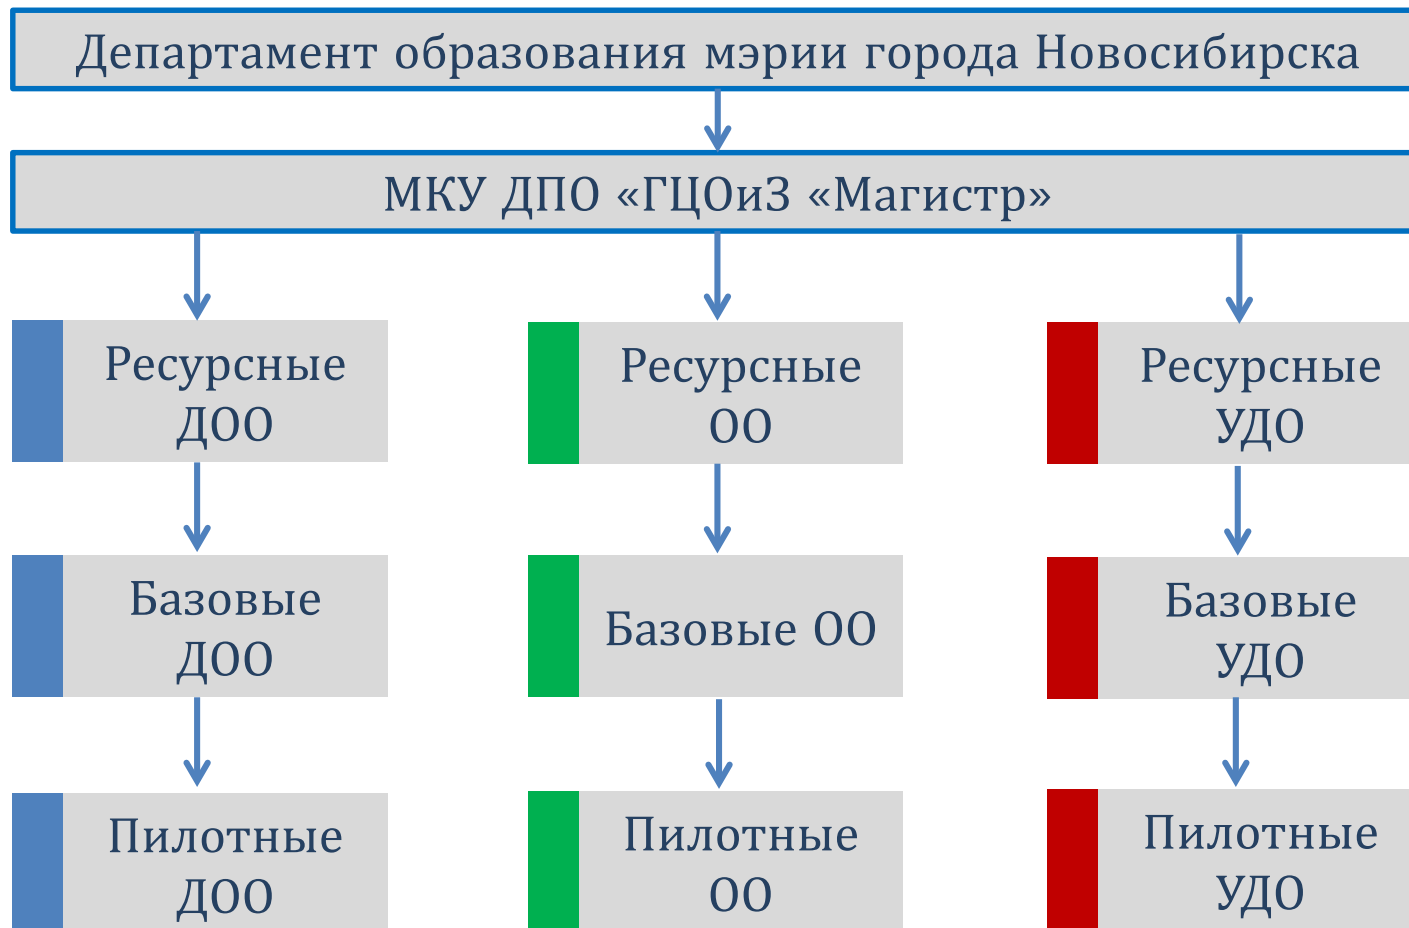 Департамент образования мэрии города Новосибирска
МКУ ДПО «ГЦОиЗ «Магистр»
Ресурсные
ДОО
Ресурсные
ОО
Ресурсные
УДО
Базовые
ДОО
Базовые ОО
Базовые
УДО
Пилотные
ДОО
Пилотные
ОО
Пилотные
УДО